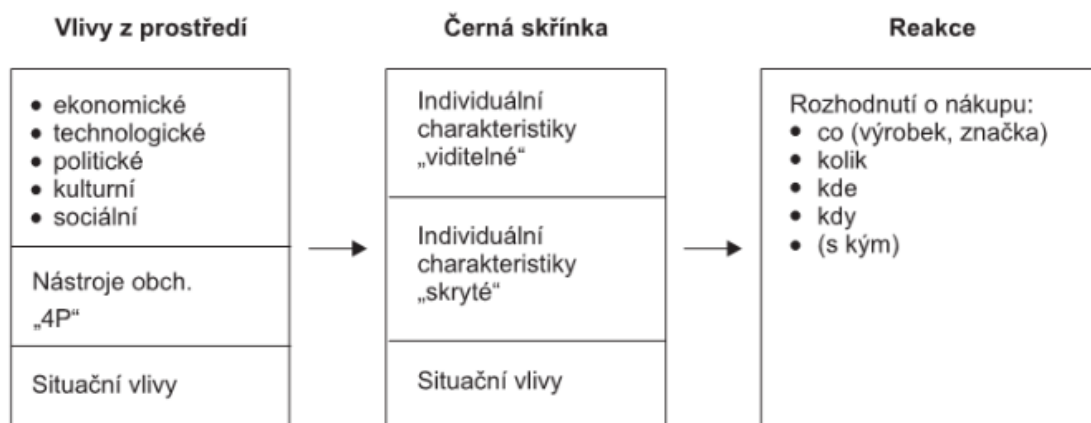 Vlivy z prostředí
ekonomické
technologické
politické
kulturní
sociální
Nástroje obch.
„4P“
Situační vlivy
Černá skřínka
Individuální
charakteristiky
„viditelné“
Individuální
charakteristiky
„skryté“
Situační vlivy
Reakce
Rozhodnutí o nákupu:
co (výrobek, značka)
kolik
kde
kdy
(s kým)